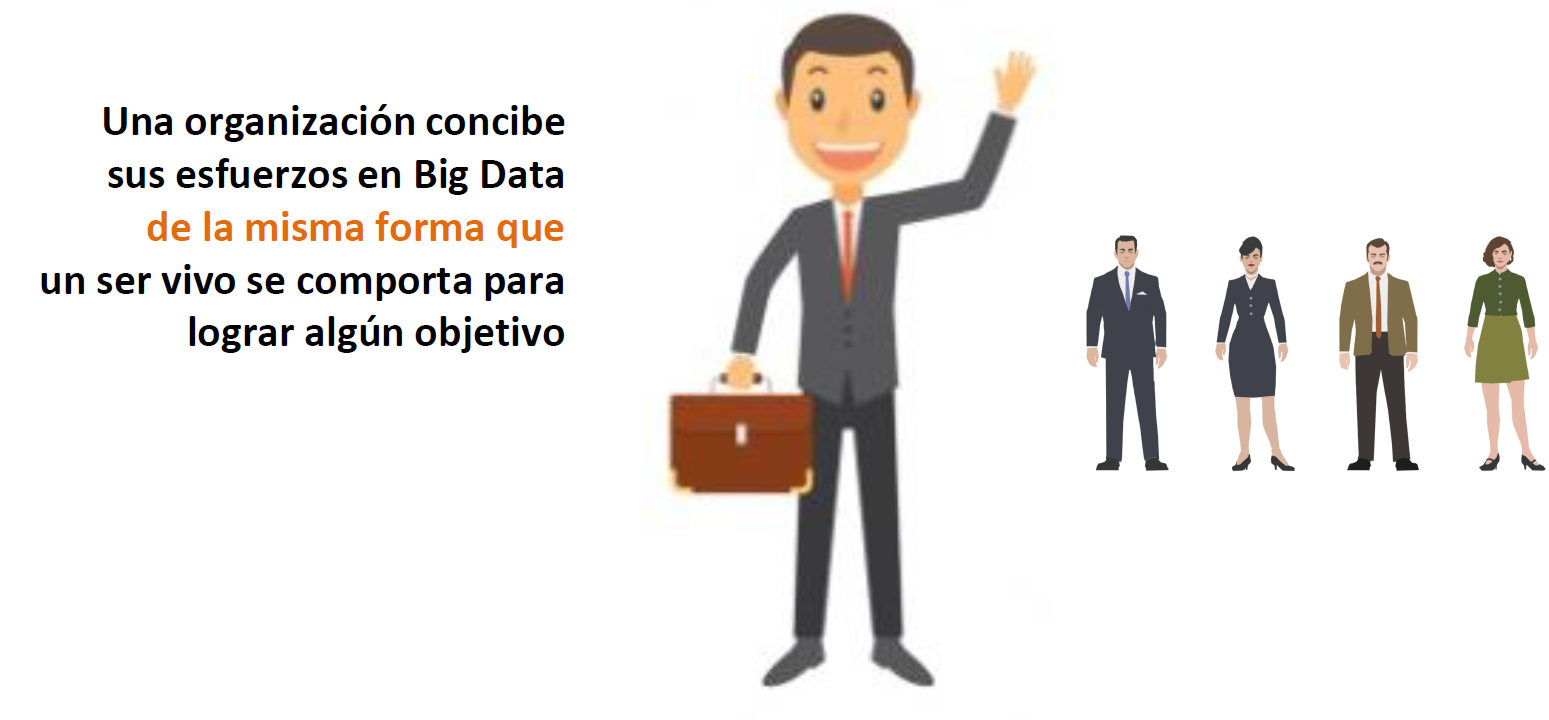 Una organización concibe
sus esfuerzos en Big Data
de la misma forma que
un ser vivo se comporta para
lograr algún objetivo